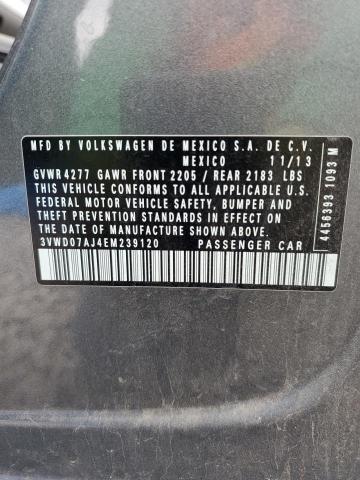 MFD BY VOLKSWAGEN DE MEXICO S.A. DE C.V.
MEXICO 11/13
GVWR 4277 GAWR FRONT 2205 / REAR 2183 LBS
THIS VEHICLE CONFORMS TO ALL APPLICABLE U.S.
FEDERAL MOTOR VEHICLE SAFETY, BUMPER AND
THEFT PREVENTION STANDARDS IN EFFECT ON THE
DATE OF MANUFACTURE SHOWN ABOVE.
3VWD07AJ4EM239120 PASSENGER CAR
4456393 1093 M